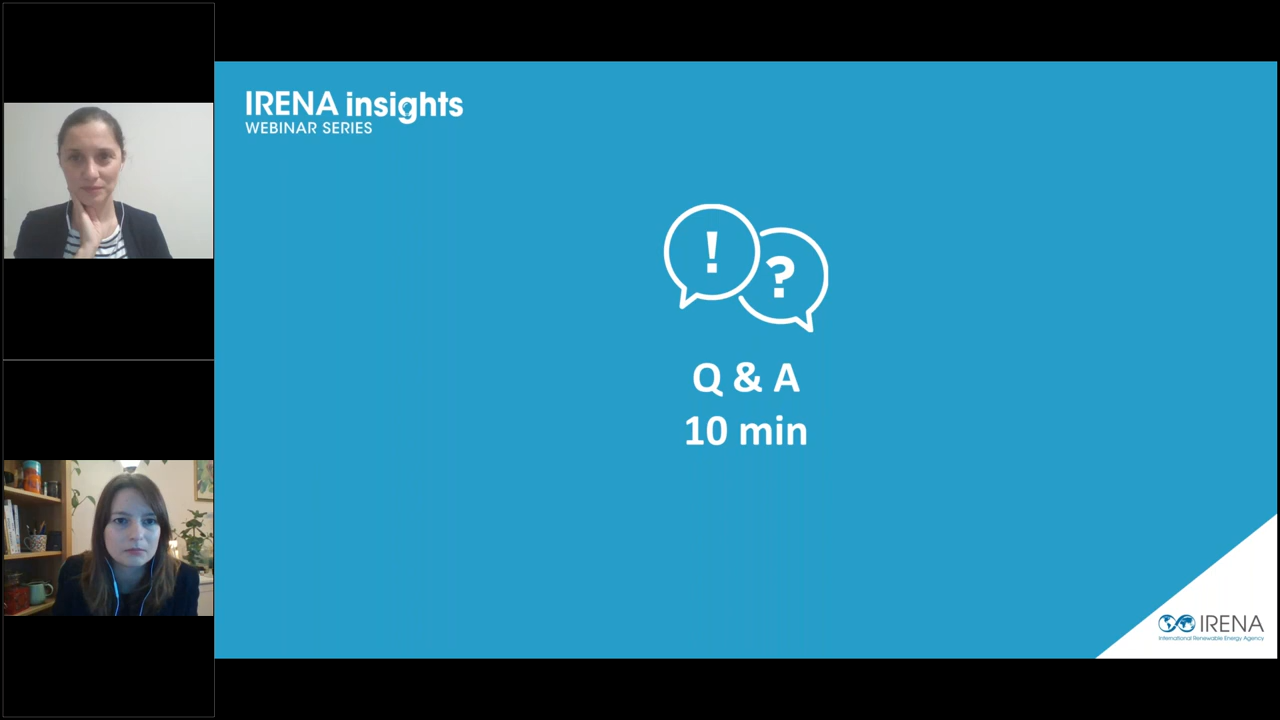 IRENA insights
WEBINAR SERIES
!
?
Q & A
10 min
IRENA
International Renewable Energy Agency